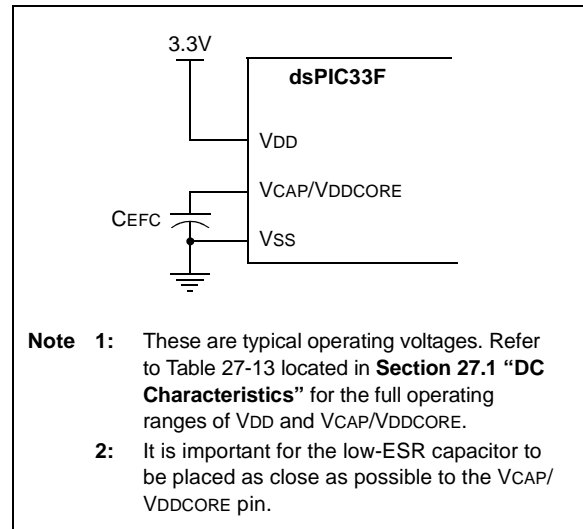 3.3V
dsPIC33F
VDD
VCAP/VDDCORE
CEFC
VSS
Note 1: These are typical operating voltages. Refer
to Table 27-13 located in Section 27.1 “DC
Characteristics” for the full operating
ranges of VDD and VCAP/VDDCORE.
2: It is important for the low-ESR capacitor to
be placed as close as possible to the VCAP/
VDDCORE pin.